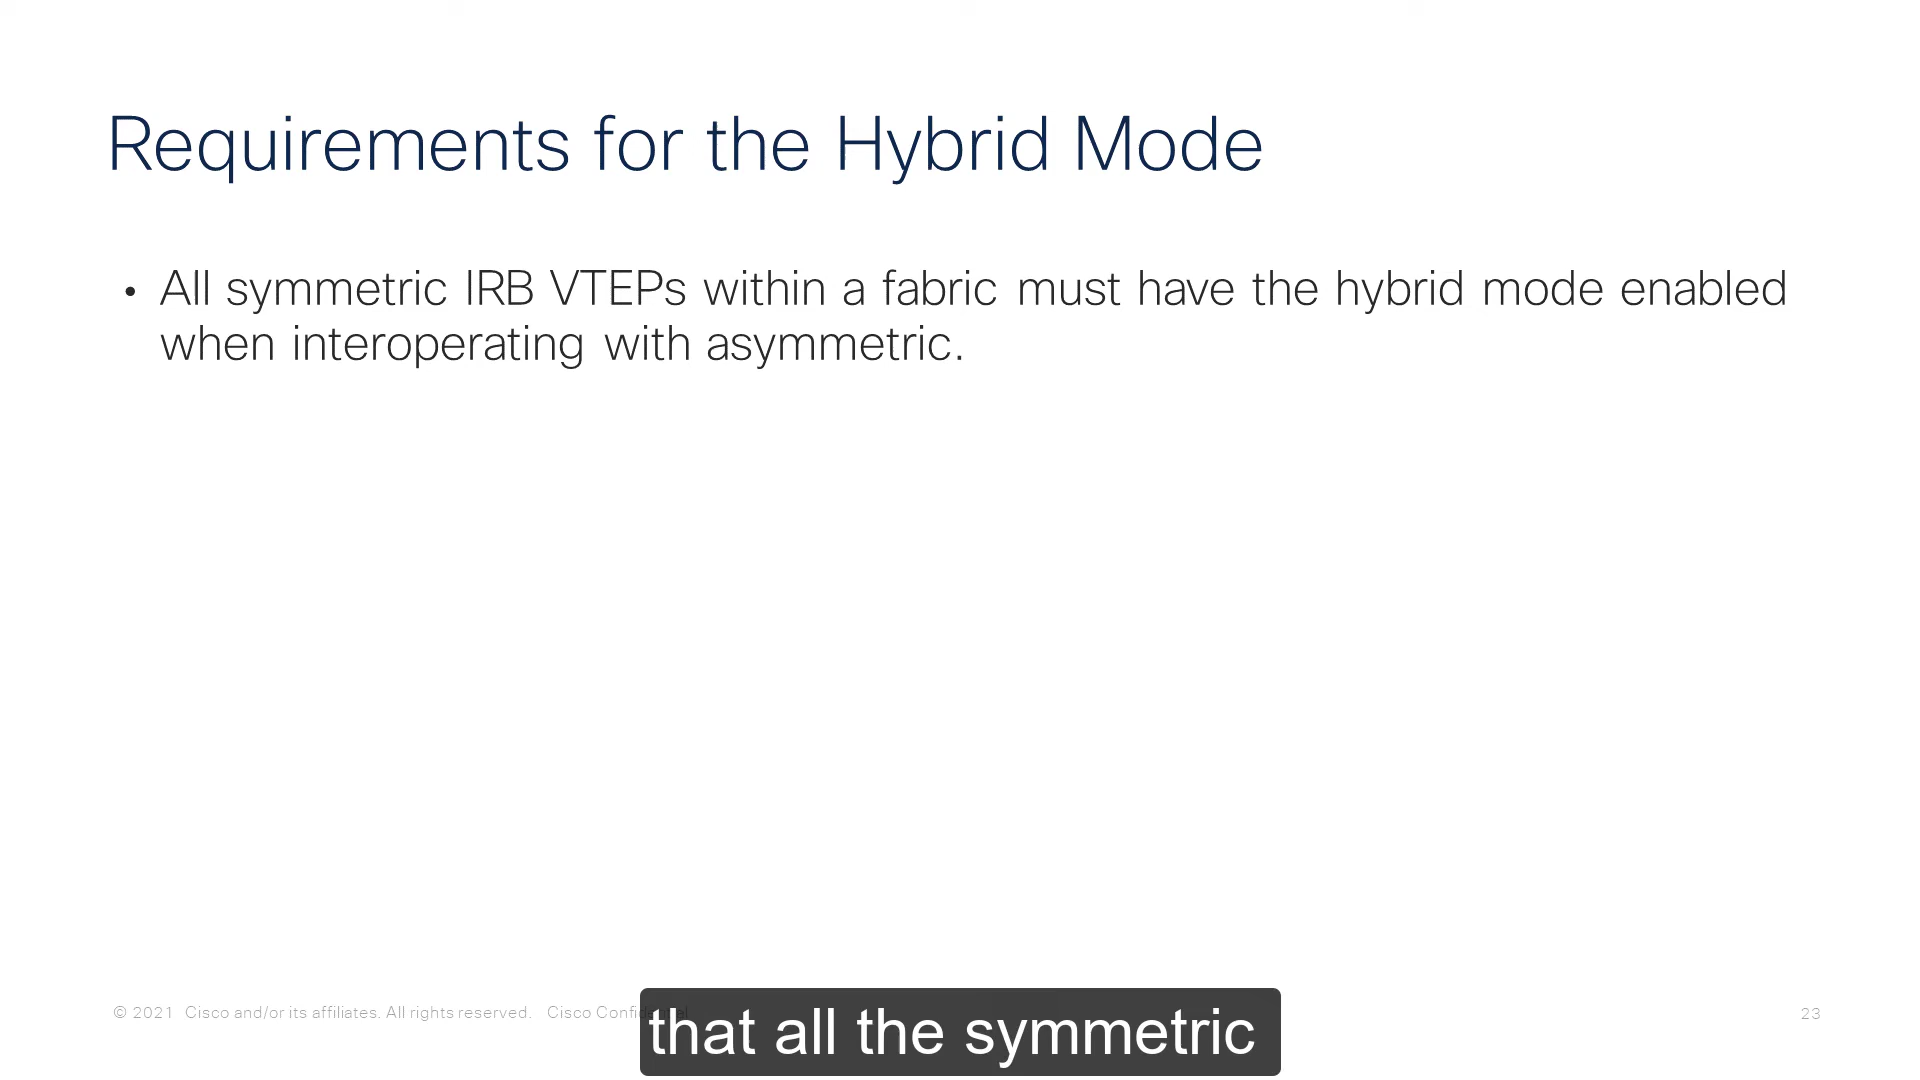 Requirements for the Hybrid Mode
• All symmetric IRB VTEPs within a fabric must have the hybrid mode enabled
when interoperating with asymmetric.
© 2021 Cisco and/or its affiliates. All rights reserved. Cisco
that all the symmetric
23